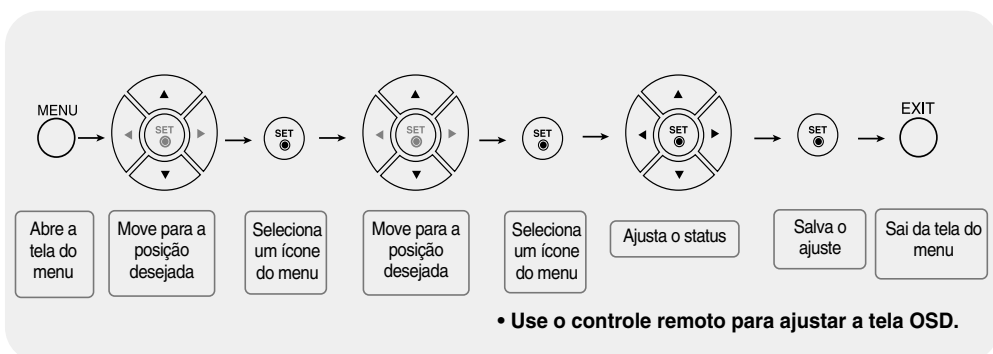 MENU
SET
SET
SET
SET
SET
SET
EXIT
Abre a
tela do
menu
Move para a
posição
desejada
Seleciona
um ícone
do menu
Move para a
posição
desejada
Seleciona
um ícone
do menu
Ajusta o status
Salva o
ajuste
Sai da tela do
menu
• Use o controle remoto para ajustar a tela OSD.